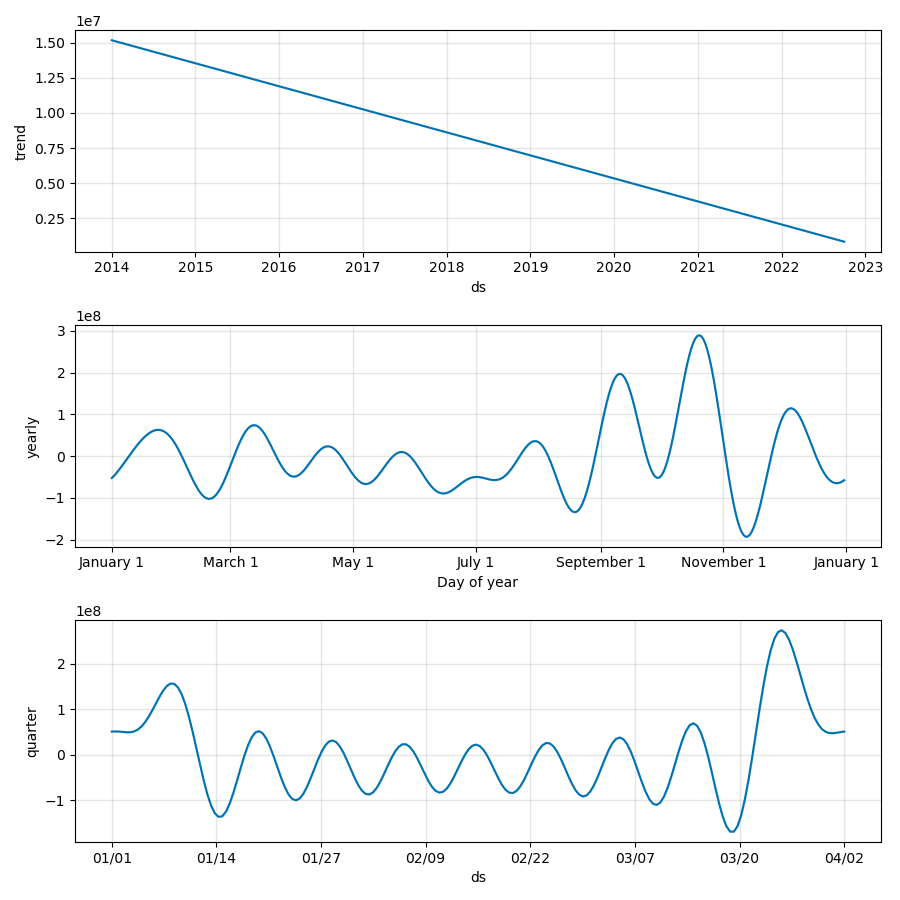 1e7
1.50
1.25
1.00
0.75
0.50
0.25
trend
2014 2015 2016 2017 2018 2019 2020 2021 2022 2023
ds
1e8
3
2
1
0
−1
−2
yearly
January 1 March 1 May 1 July 1 September 1 November 1 January 1
Day of year
1e8
2
1
0
−1
quarter
01/01 01/14 01/27 02/09 02/22 03/07 03/20 04/02
ds